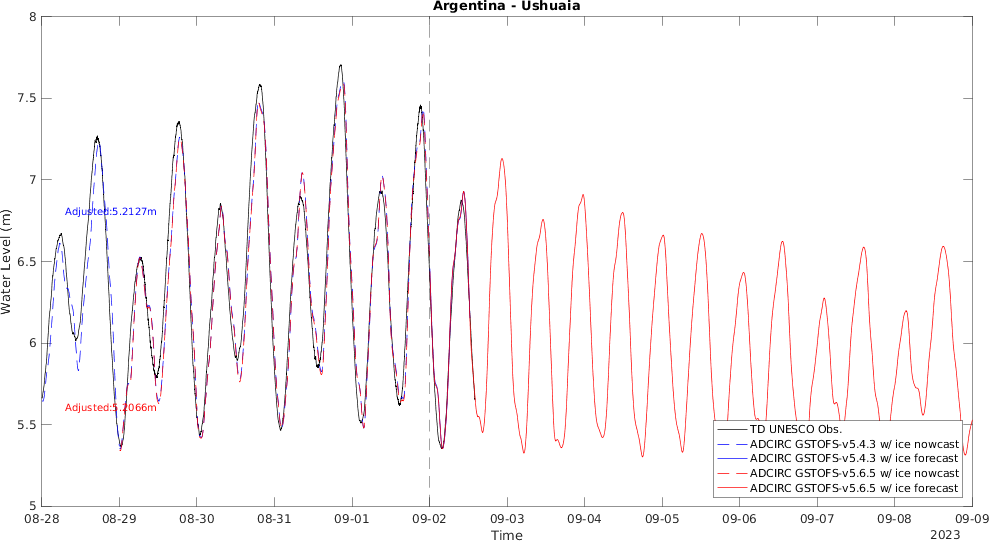 Argentina - Ushuaia
8
7.5
7
6.5
6
5.5
5
Water Level (m)
Adjusted:5.2127m
Adjusted:5.2066m
TD UNESCO Obs.
ADCIRC GSTOFS-v5.4.3 w/ ice nowcast
ADCIRC GSTOFS-v5.4.3 w/ ice forecast
ADCIRC GSTOFS-v5.6.5 w/ ice nowcast
ADCIRC GSTOFS-v5.6.5 w/ ice forecast
08-28 08-29 08-30 08-31 09-01 09-02 09-03 09-04 09-05 09-06 09-07 09-08 09-09
Time
2023